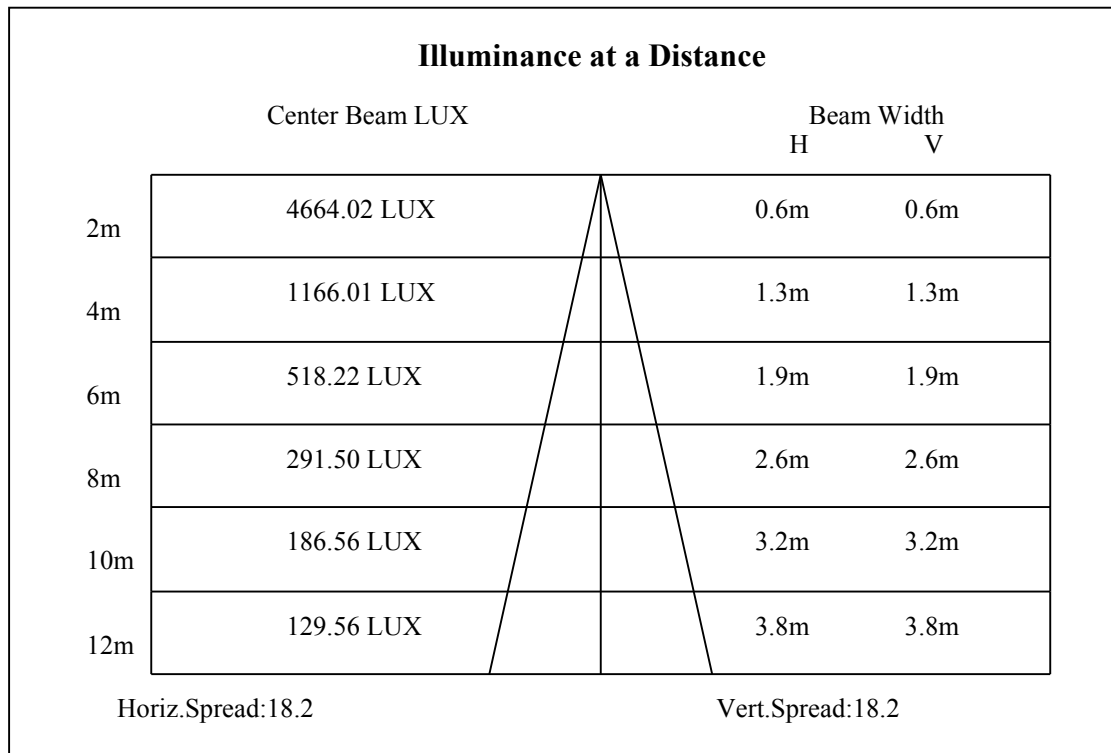 Illuminance at a Distance
Center Beam LUX Beam Width
H V
2m 4664.02 LUX 0.6m 0.6m
4m 1166.01 LUX 1.3m 1.3m
6m 518.22 LUX 1.9m 1.9m
8m 291.50 LUX 2.6m 2.6m
10m 186.56 LUX 3.2m 3.2m
12m 129.56 LUX 3.8m 3.8m
Horiz.Spread:18.2 Vert.Spread:18.2